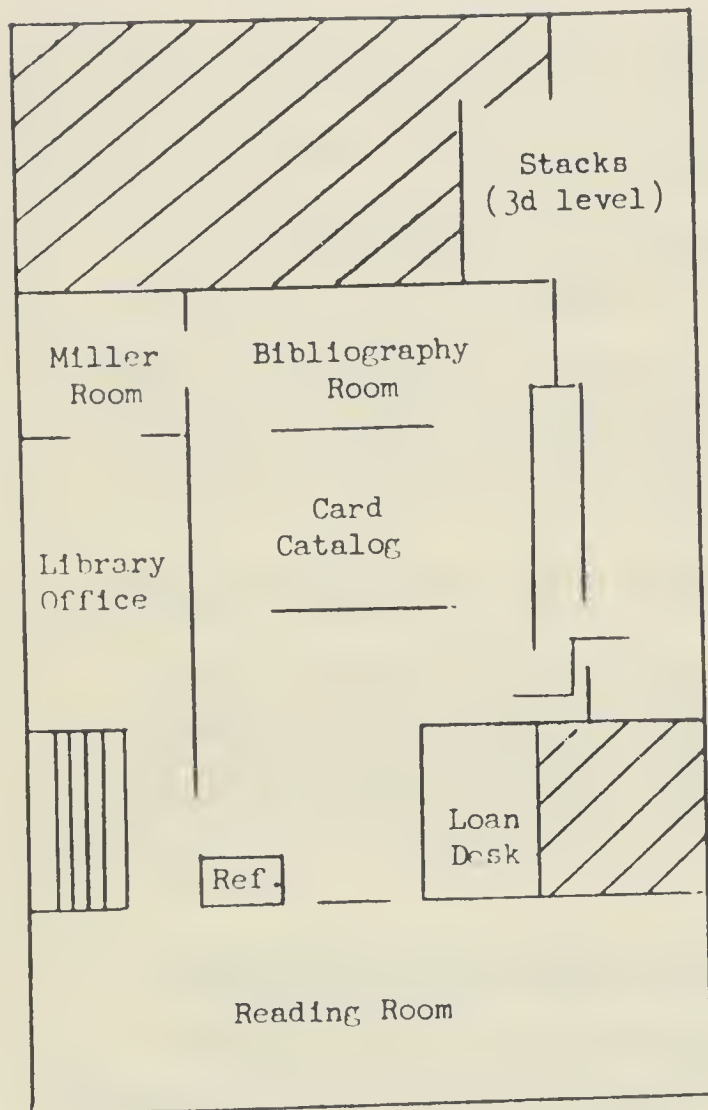 Stacks
(3d level)
Miller
Room
Bibliography
Room
Card
Catalog
Library
Office
Loan
Desk
Ref.
Reading Room